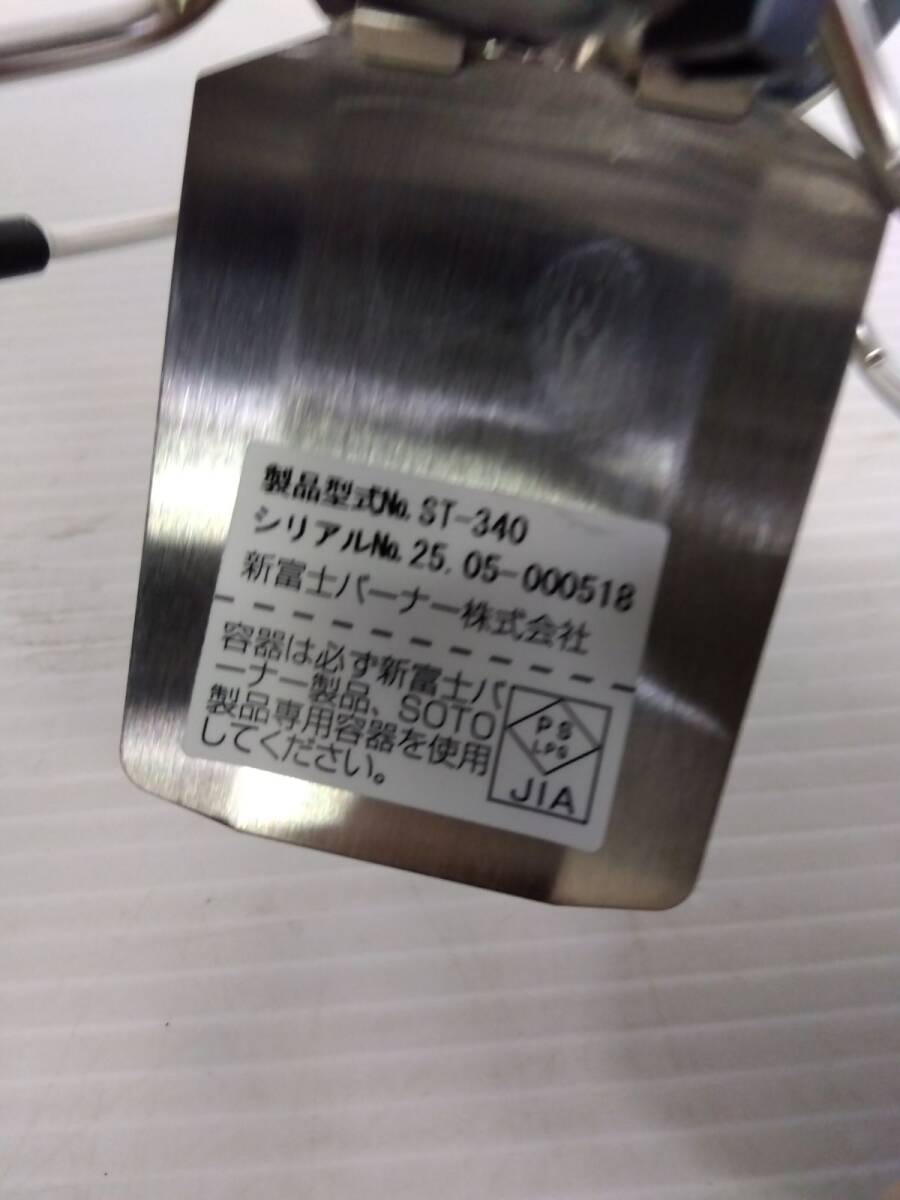 製品型式№.ST-340
シリアル№.25.05-000518
新富士バーナー株式会社
容器は必ず新富士バ
ーナー製品、SOTO
製品専用容器を使用
してください。
PS
LPG
JIA